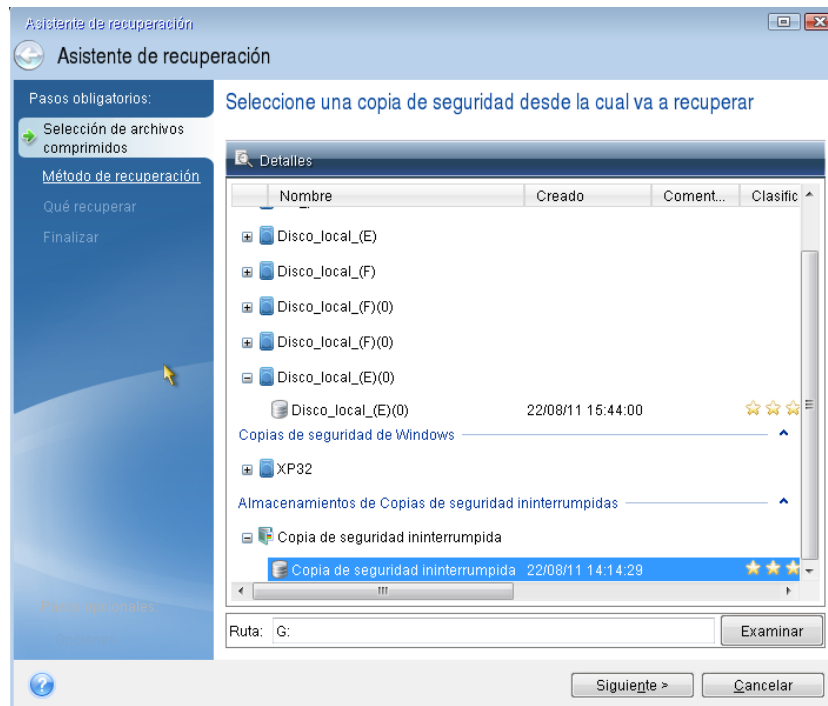 Asistente de recuperación
Asistente de recuperación
Pasos obligatorios:
Selección de archivos
comprimidos
Método de recuperación
Qué recuperar
Finalizar
Seleccione una copia de seguridad desde la cual va a recuperar
Detalles
Nombre Creado Coment... Clasific
Disco_local_(E)
Disco_local_(F)
Disco_local_(F)(0)
Disco_local_(F)(0)
Disco_local_(E)(0)
Disco_local_(E)(0) 22/08/11 15:44:00
Copias de seguridad de Windows
XP32
Almacenamientos de Copias de seguridad ininterrumpidas
Copia de seguridad ininterrumpida
Copia de seguridad ininterrumpida 22/08/11 14:14:29
Ruta: G: Examinar
Siguiente > Cancelar